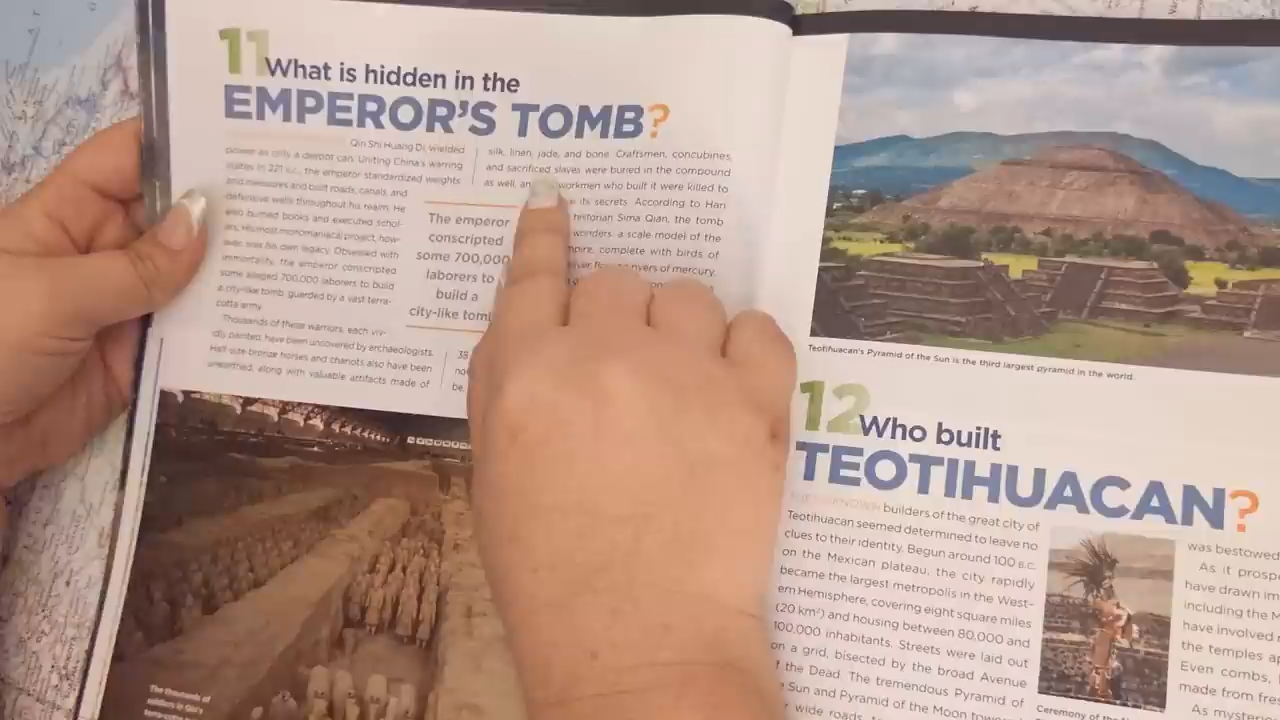 11
What is hidden in the
EMPEROR'S TOMB?
Qin Shi Huang Di, wielded
power as only a despot can. Uniting China's warring
states in 221 B.C., the emperor standardized weights
and measures and built roads, canals, and
defensive walls throughout his realm. He
also burned books and executed schol-
ars. His most monomaniacal project, how-
ever, was his own legacy. Obsessed with
immortality, the emperor conscripted
some alleged 700,000 laborers to build
a city-like tomb guarded by a vast terra-
cotta army.
Thousands of these warriors, each viv-
idly painted, have been uncovered by archaeologists.
Half-size bronze horses and chariots also have been
unearthed, along with valuable artifacts made of
The emperor
conscripted
some 700,000
laborers to
build a
city-like tomb
silk, linen, jade, and bone. Craftsmen, concubines,
and sacrificed slaves were buried in the compound
as well, workmen who built it were killed to
its secrets. According to Han
historian Sima Qian, the tomb
wonders: a scale model of the
complete with birds of
rivers of mercury.
38
be
The thousands of
soldiers in Qin's
Teotihuacan's Pyramid of the Sun is the third largest pyramid in the world.
12
Who built
TEOTIHUACAN?
builders of the great city of
Teotihuacan seemed determined to leave no
clues to their identity. Begun around 100 B.C.
on the Mexican plateau, the city rapidly
became the largest metropolis in the West-
ern Hemisphere, covering eight square miles
(20 km²) and housing between 80,000 and
100,000 inhabitants. Streets were laid out
on a grid, bisected by the broad Avenue
the Dead. The tremendous Pyramid of
Sun and Pyramid of the Moon
wide roads,
Ceremony of the
was bestowed
As it
have drawn
including the
have involved
the temples
Even combs,
made from
As